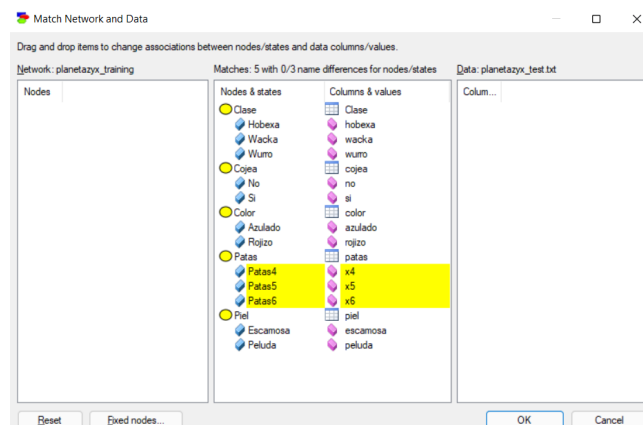 Match Network and Data
Drag and drop items to change associations between nodes/states and data columns/values.
Network: planetazyx_training Matches: 5 with 0/3 name differences for nodes/states Data: planetazyx_test.txt
Nodes Nodes & states Columns & values Colum...
Clase Clase
Hobexa hobexa
Wacka wacka
Wurro wurro
Cojea cojea
No no
Si si
Color color
Azulado azulado
Rojizo rojizo
Patas patas
Patas4 x4
Patas5 x5
Patas6 x6
Piel piel
Escamosa escamosa
Peluda peluda
Reset Fixed nodes... OK Cancel